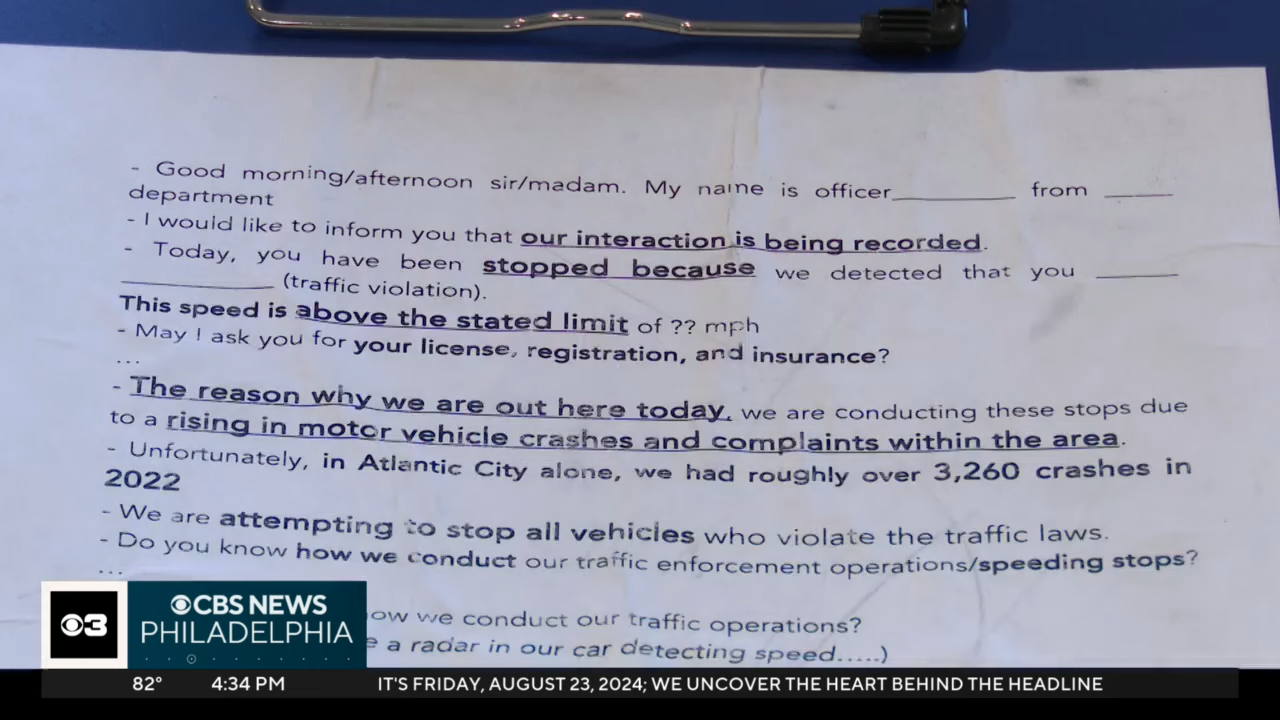 - Good morning/afternoon sir/madam. My name is officer__________ from _____
department
- I would like to inform you that our interaction is being recorded.
- Today, you have been stopped because we detected that you ______
____________ (traffic violation).
This speed is above the stated limit of ?? mph
- May I ask you for your license, registration, and insurance?
...
- The reason why we are out here today, we are conducting these stops due
to a rising in motor vehicle crashes and complaints within the area.
- Unfortunately, in Atlantic City alone, we had roughly over 3,260 crashes in
2022
- We are attempting to stop all vehicles who violate the traffic laws.
- Do you know how we conduct our traffic enforcement operations/speeding stops?
...
we conduct our traffic operations?
a radar in our car detecting speed.....)
3
CBS NEWS
PHILADELPHIA
82° 4:34 PM IT'S FRIDAY, AUGUST 23, 2024; WE UNCOVER THE HEART BEHIND THE HEADLINE